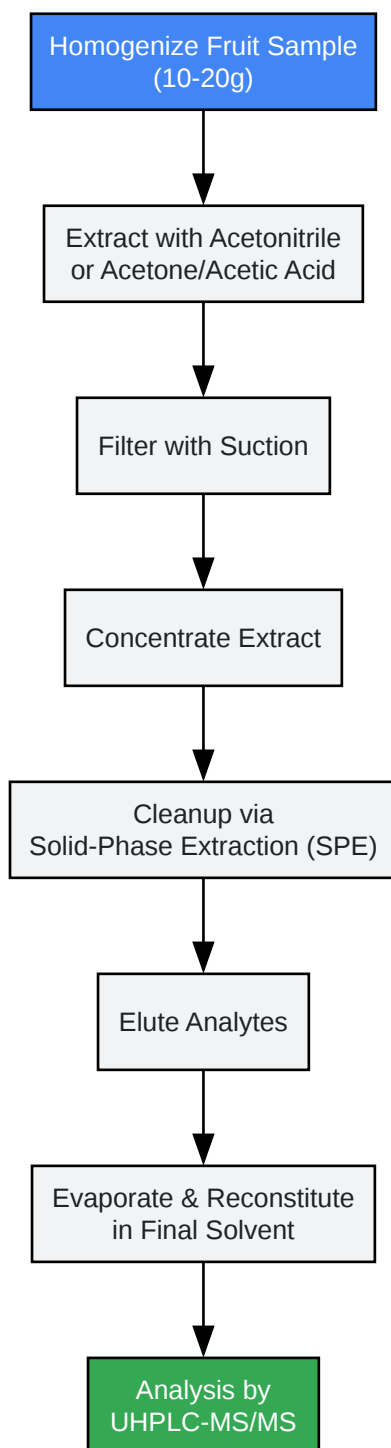 Homogenize Fruit Sample
(10-20g)
Extract with Acetonitrile
or Acetone/Acetic Acid
Filter with Suction
Concentrate Extract
Cleanup via
Solid-Phase Extraction (SPE)
Elute Analytes
Evaporate & Reconstitute
in Final Solvent
Analysis by
UHPLC-MS/MS